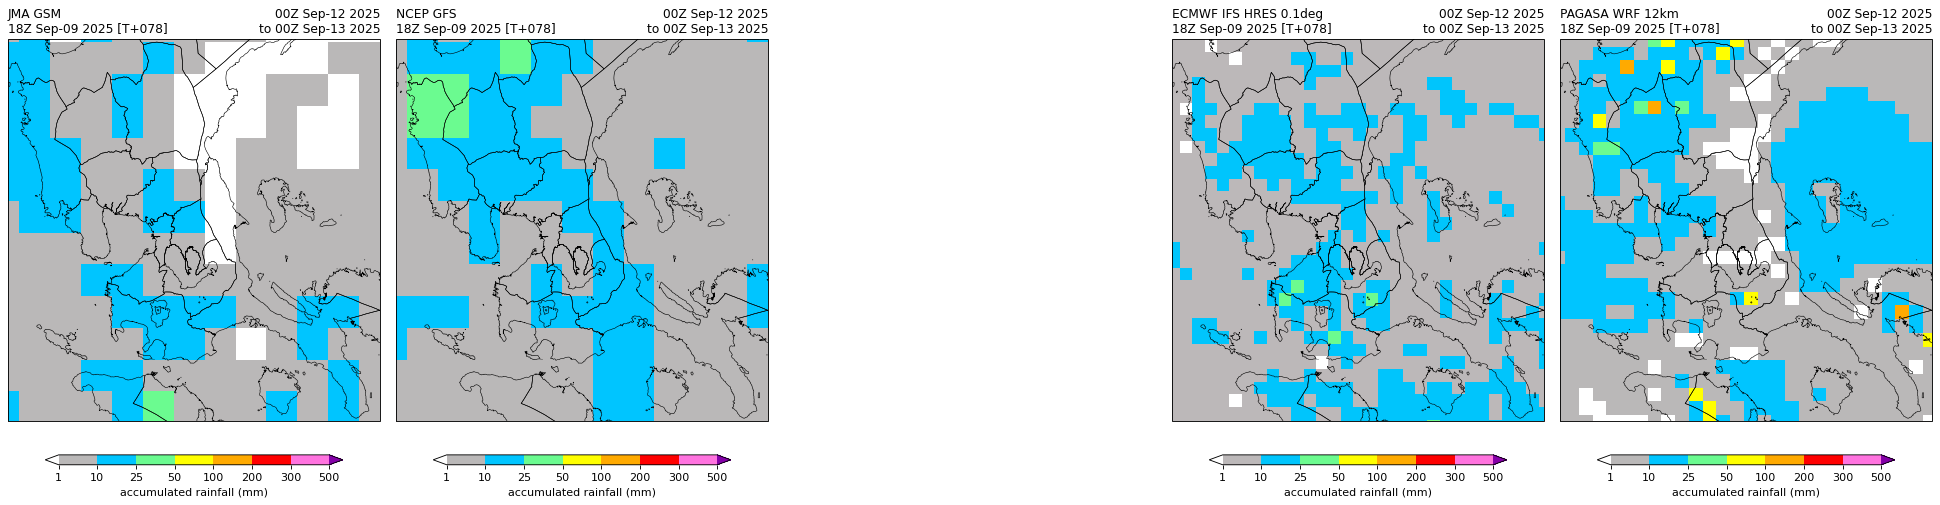 JMA GSM 00Z Sep-12 2025
18Z Sep-09 2025 [T+078] to 00Z Sep-13 2025
1 10 25 50 100 200 300 500
accumulated rainfall (mm)
NCEP GFS 00Z Sep-12 2025
18Z Sep-09 2025 [T+078] to 00Z Sep-13 2025
1 10 25 50 100 200 300 500
accumulated rainfall (mm)
ECMWF IFS HRES 0.1deg 00Z Sep-12 2025
18Z Sep-09 2025 [T+078] to 00Z Sep-13 2025
1 10 25 50 100 200 300 500
accumulated rainfall (mm)
PAGASA WRF 12km 00Z Sep-12 2025
18Z Sep-09 2025 [T+078] to 00Z Sep-13 2025
1 10 25 50 100 200 300 500
accumulated rainfall (mm)